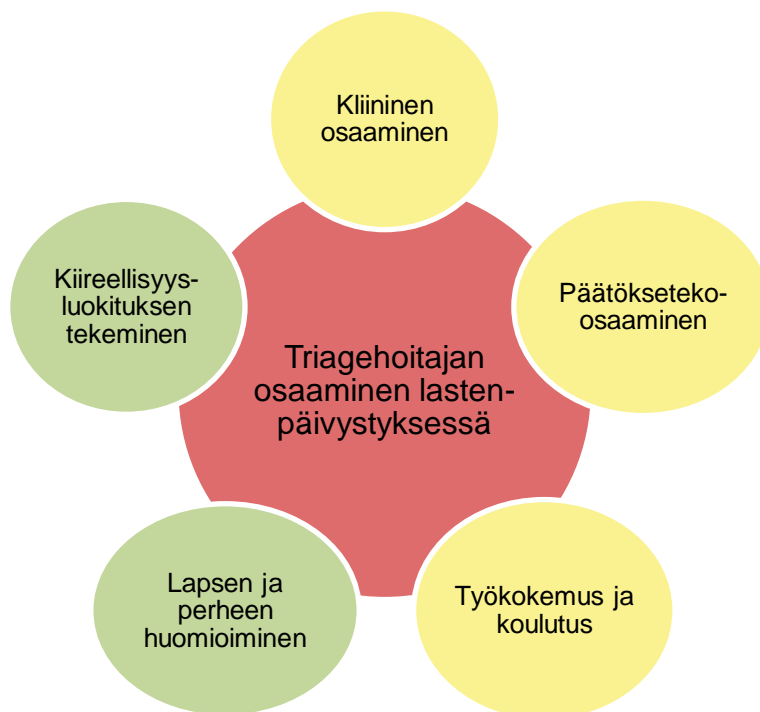 Kliininen
osaaminen
Kiireellisyys-
luokituksen
tekeminen
Päätökseteko-
osaaminen
Triagehoitajan
osaaminen lasten-
päivystyksessä
Lapsen ja
perheen
huomioiminen
Työkokemus ja
koulutus